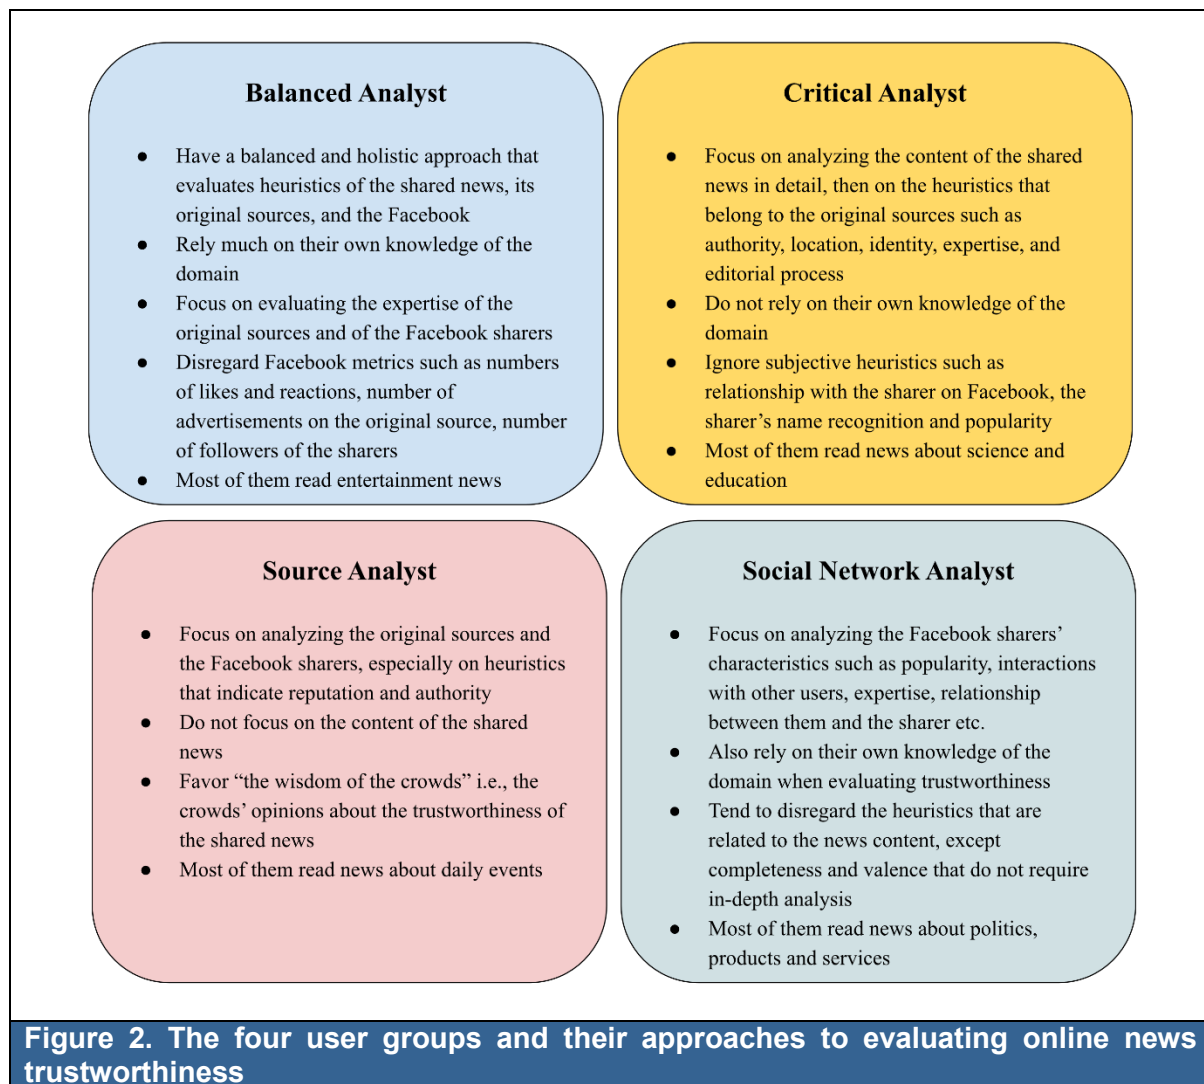 Balanced Analyst
● Have a balanced and holistic approach that
evaluates heuristics of the shared news, its
original sources, and the Facebook
● Rely much on their own knowledge of the
domain
● Focus on evaluating the expertise of the
original sources and of the Facebook sharers
● Disregard Facebook metrics such as numbers
of likes and reactions, number of
advertisements on the original source, number
of followers of the sharers
● Most of them read entertainment news
Critical Analyst
● Focus on analyzing the content of the shared
news in detail, then on the heuristics that
belong to the original sources such as
authority, location, identity, expertise, and
editorial process
● Do not rely on their own knowledge of the
domain
● Ignore subjective heuristics such as
relationship with the sharer on Facebook, the
sharer’s name recognition and popularity
● Most of them read news about science and
education
Source Analyst
● Focus on analyzing the original sources and
the Facebook sharers, especially on heuristics
that indicate reputation and authority
● Do not focus on the content of the shared
news
● Favor “the wisdom of the crowds” i.e., the
crowds’ opinions about the trustworthiness of
the shared news
● Most of them read news about daily events
Social Network Analyst
● Focus on analyzing the Facebook sharers’
characteristics such as popularity, interactions
with other users, expertise, relationship
between them and the sharer etc.
● Also rely on their own knowledge of the
domain when evaluating trustworthiness
● Tend to disregard the heuristics that are
related to the news content, except
completeness and valence that do not require
in-depth analysis
● Most of them read news about politics,
products and services
Figure 2. The four user groups and their approaches to evaluating online news
trustworthiness